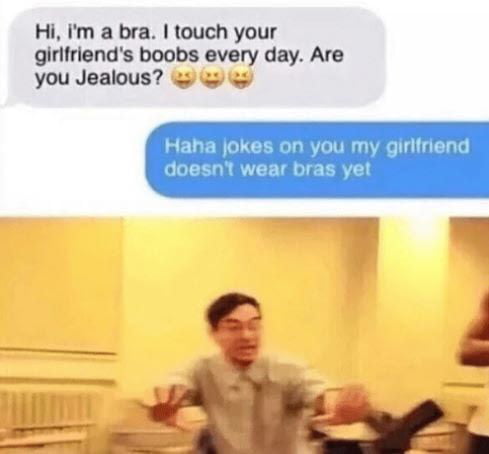 Hi, i'm a bra. I touch your
girlfriend's boobs every day. Are
you Jealous? 😝😝😝
Haha jokes on you my girlfriend
doesn't wear bras yet